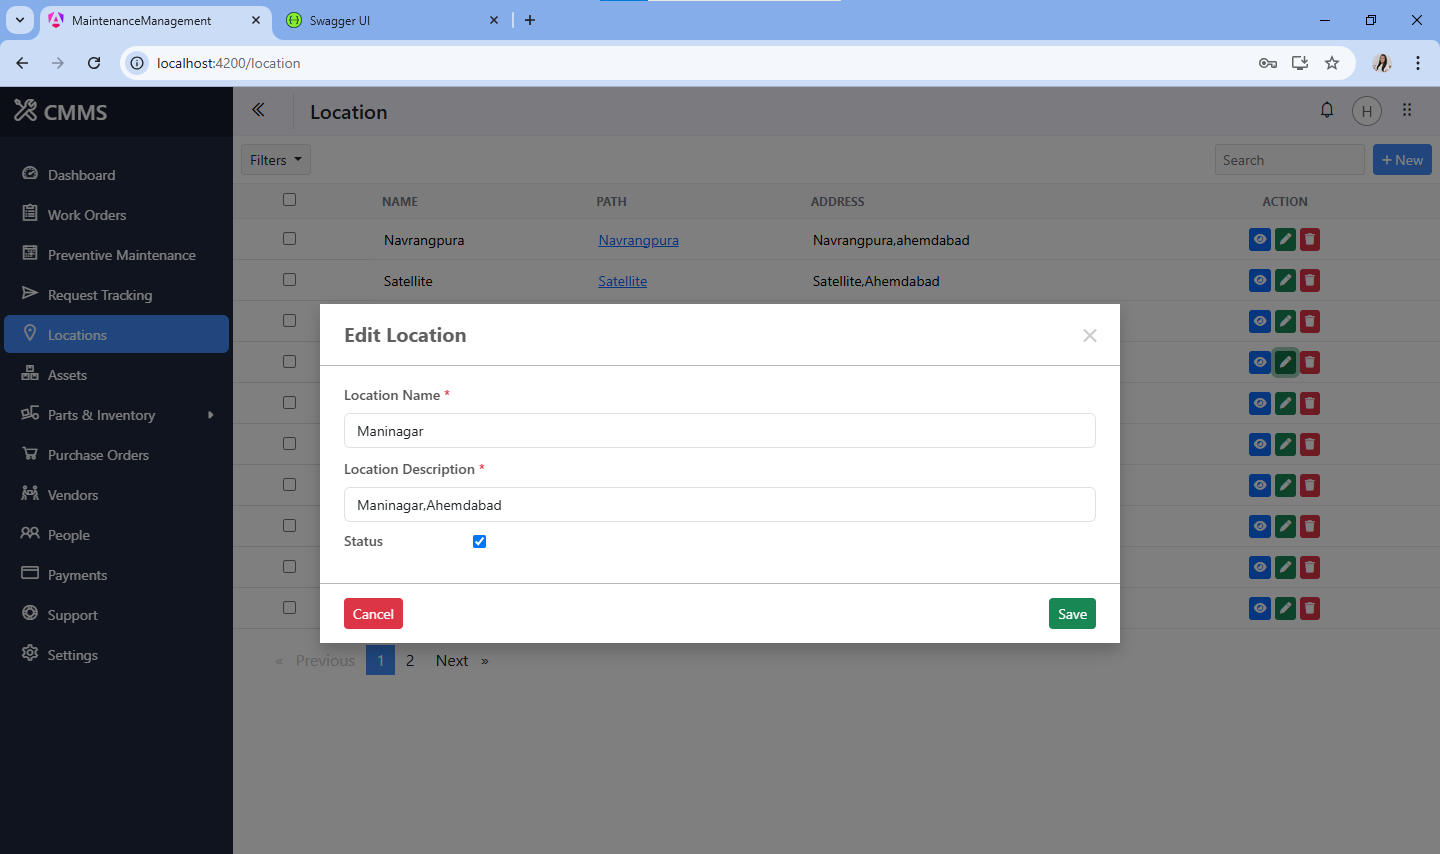 MaintenanceManagement
Swagger UI
localhost:4200/location
CMMS
Location
H
Dashboard
Work Orders
Preventive Maintenance
Request Tracking
Locations
Assets
Parts & Inventory
Purchase Orders
Vendors
People
Payments
Support
Settings
Filters
Search
+ New
NAME PATH ADDRESS ACTION
Navrangpura Navrangpura Navrangpura,ahemdabad
Satellite Satellite Satellite,Ahemdabad
Edit Location
Location Name *
Maninagar
Location Description *
Maninagar,Ahemdabad
Status
Cancel
Save
« Previous 1 2 Next »